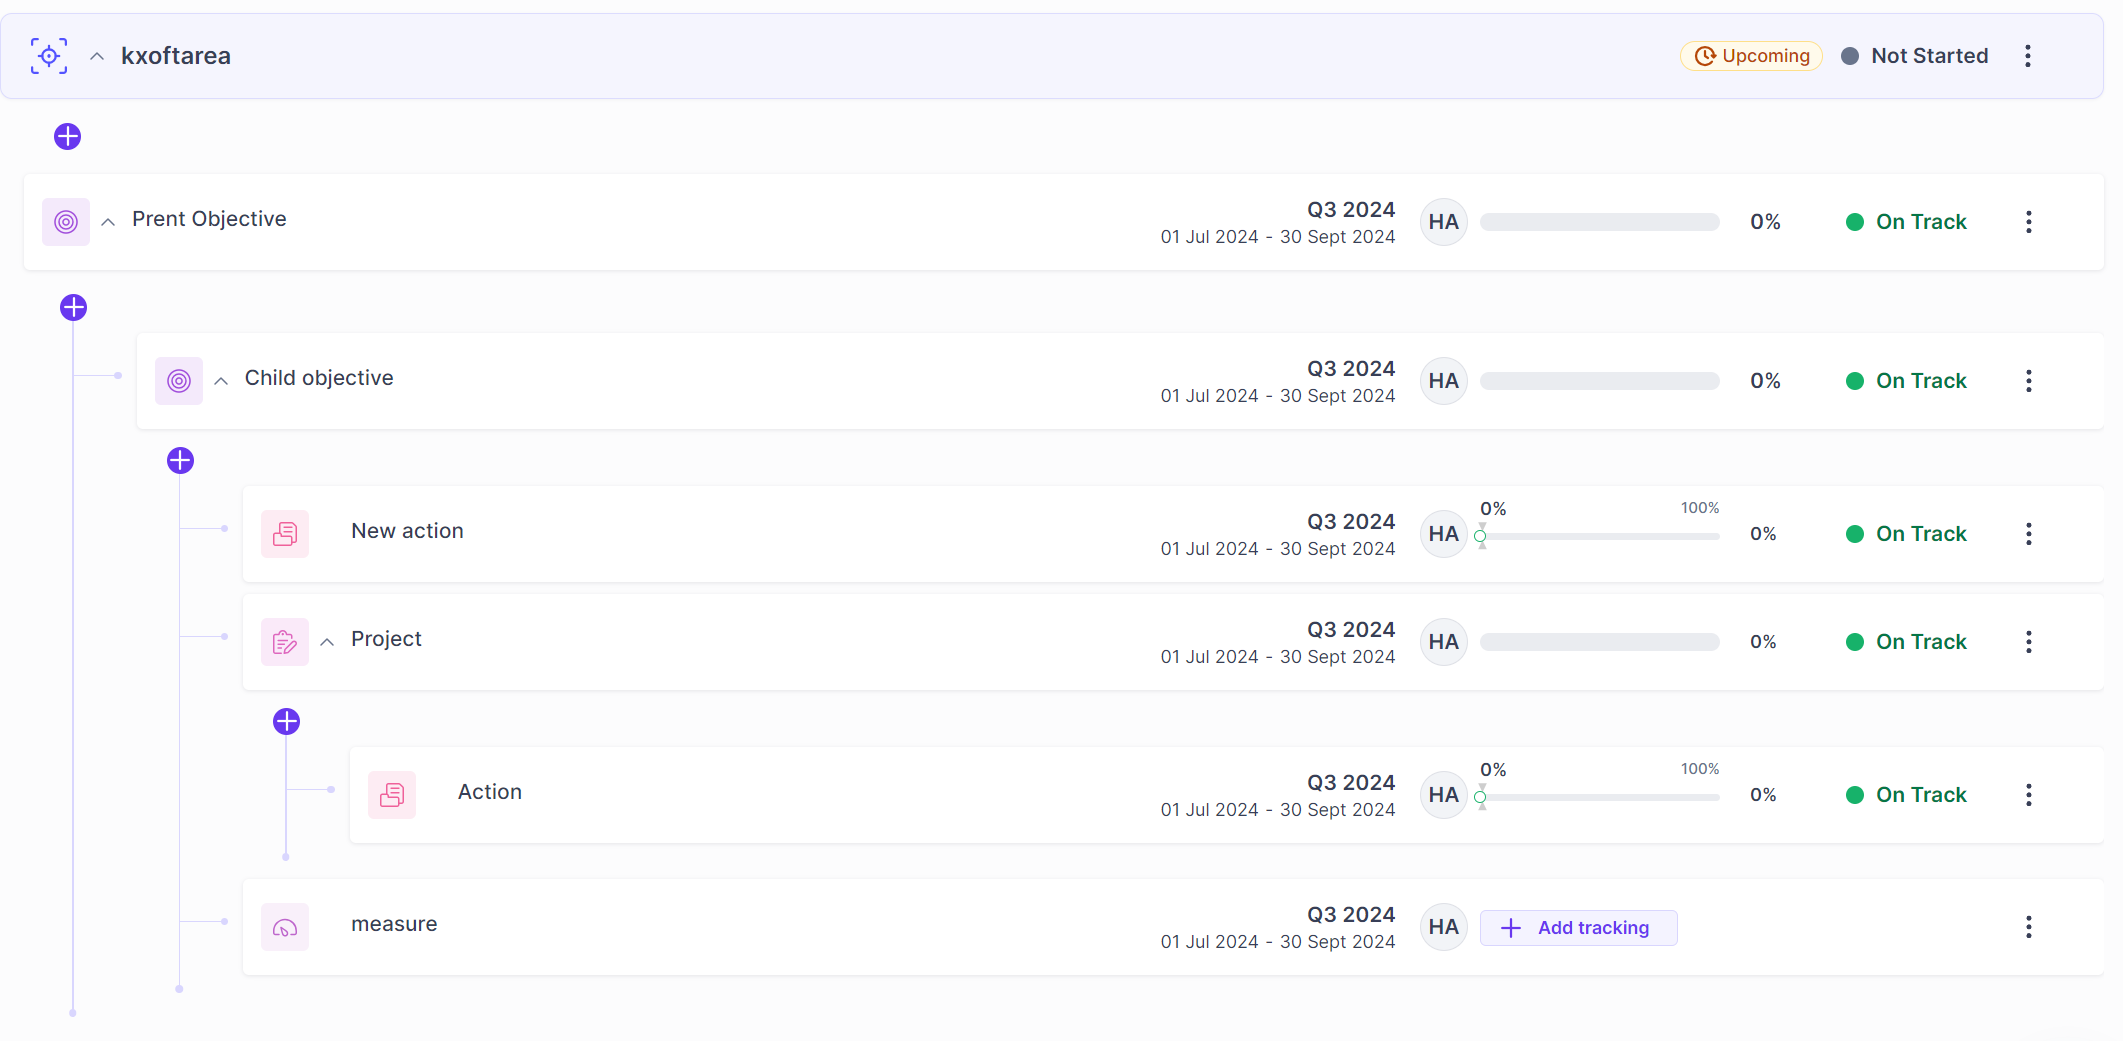 kxoftarea
Upcoming
Not Started
Prent Objective
Q3 2024
01 Jul 2024 - 30 Sept 2024
HA
0%
On Track
Child objective
Q3 2024
01 Jul 2024 - 30 Sept 2024
HA
0%
On Track
New action
Q3 2024
01 Jul 2024 - 30 Sept 2024
HA
0%
100%
0%
On Track
Project
Q3 2024
01 Jul 2024 - 30 Sept 2024
HA
0%
On Track
Action
Q3 2024
01 Jul 2024 - 30 Sept 2024
HA
0%
100%
0%
On Track
measure
Q3 2024
01 Jul 2024 - 30 Sept 2024
HA
Add tracking